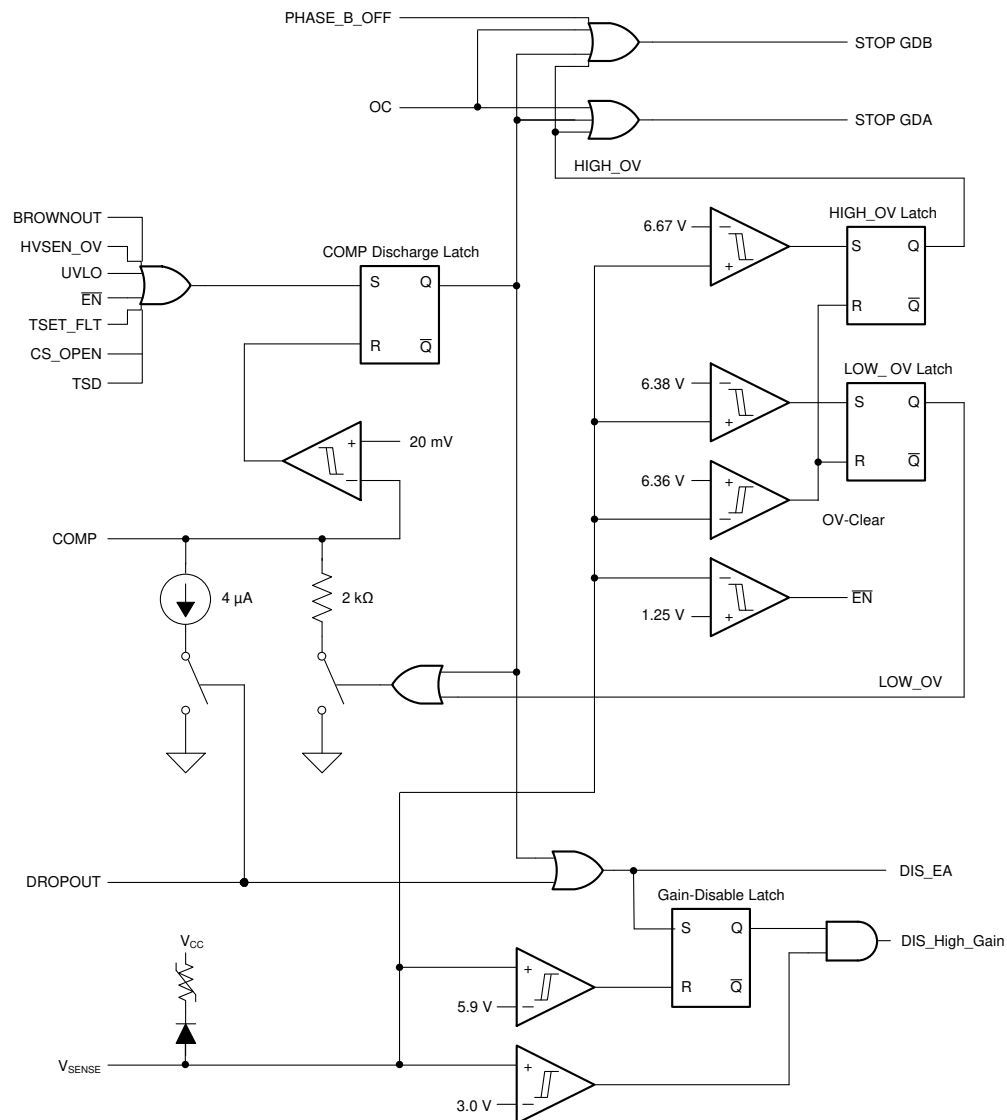 PHASE_B_OFF
STOP GDB
OC
STOP GDA
HIGH_OV
BROWNOUT
HVSEN_OV
UVLO
EN
TSET_FLT
CS_OPEN
TSD
COMP Discharge Latch
S Q
R Q
6.67 V
−
+
HIGH_OV Latch
S Q
R Q
6.38 V
−
+
LOW_ OV Latch
S Q
R Q
+
20 mV
−
6.36 V
+
−
OV-Clear
COMP
4 µA
2 kΩ
−
1.25 V
+
EN
LOW_OV
DROPOUT
DIS_EA
Gain-Disable Latch
S Q
R Q
DIS_High_Gain
VCC
+
5.9 V
−
VSENSE
+
3.0 V
−